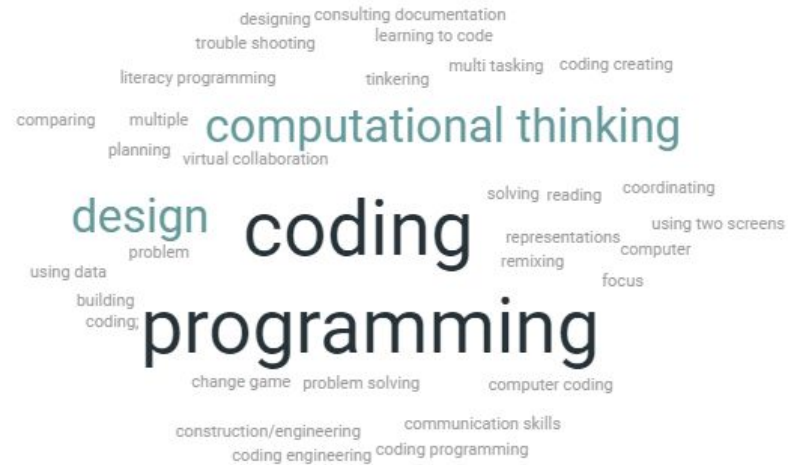 designing consulting documentation
trouble shooting learning to code
literacy programming tinkering multi tasking coding creating
comparing multiple computational thinking
planning virtual collaboration
design coding solving reading coordinating
using two screens
problem representations computer
remixing
using data focus
building
coding; programming
change game problem solving computer coding
construction/engineering communication skills
coding engineering coding programming